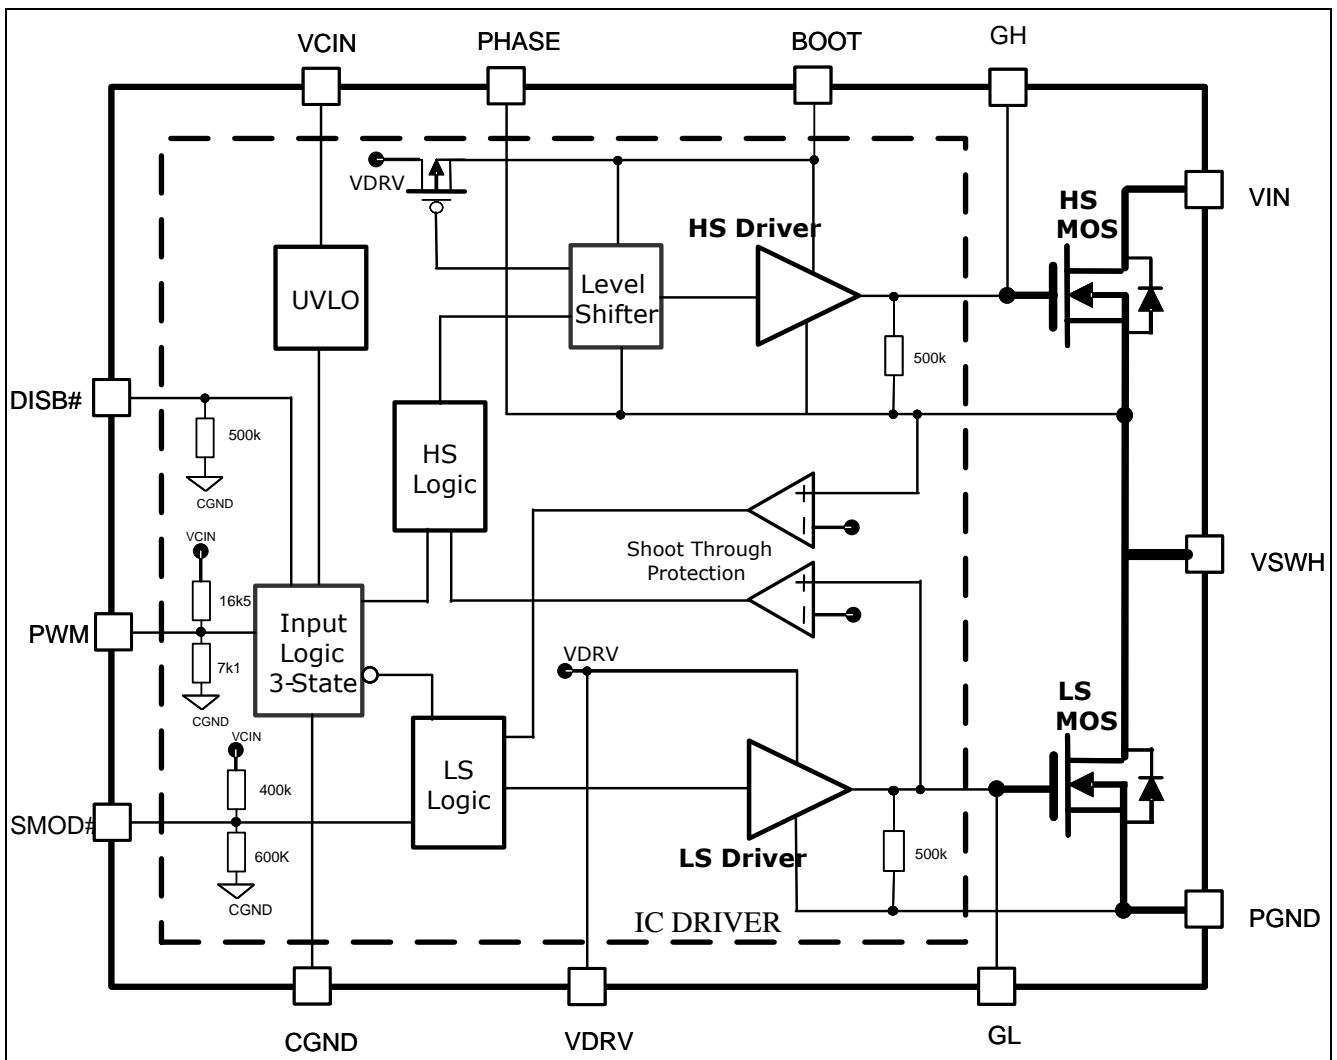 VCIN
PHASE
BOOT
GH
VDRV
HS Driver
HS
MOS
VIN
UVLO
Level
Shifter
500k
DISB#
500k
CGND
HS
Logic
VCIN
Shoot Through
Protection
VSWH
16k5
PWM
Input
Logic
3-State
7k1
CGND
VDRV
LS
MOS
VCIN
400k
LS
Logic
SMOD#
600K
CGND
LS Driver
500k
IC DRIVER
PGND
CGND
VDRV
GL